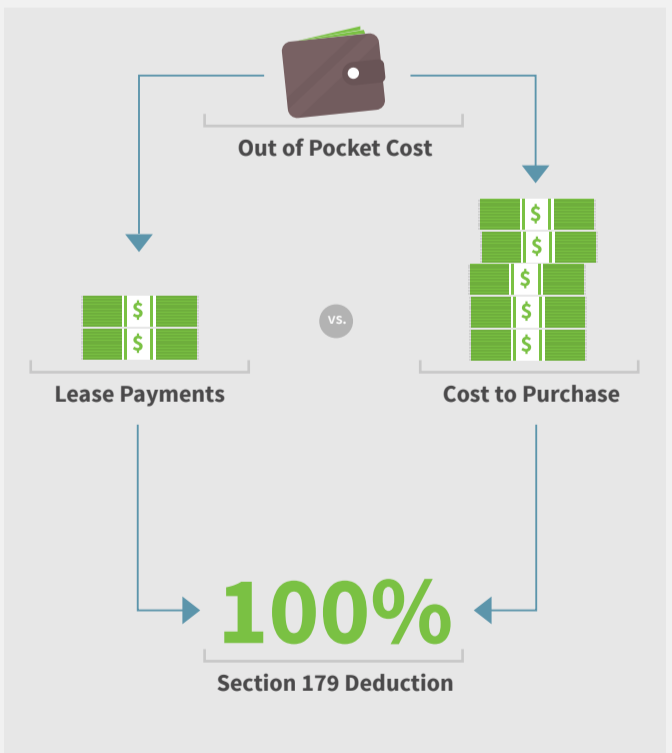 Out of Pocket Cost
$
$
$
$
$
$
$
vs.
Lease Payments
Cost to Purchase
100%
Section 179 Deduction